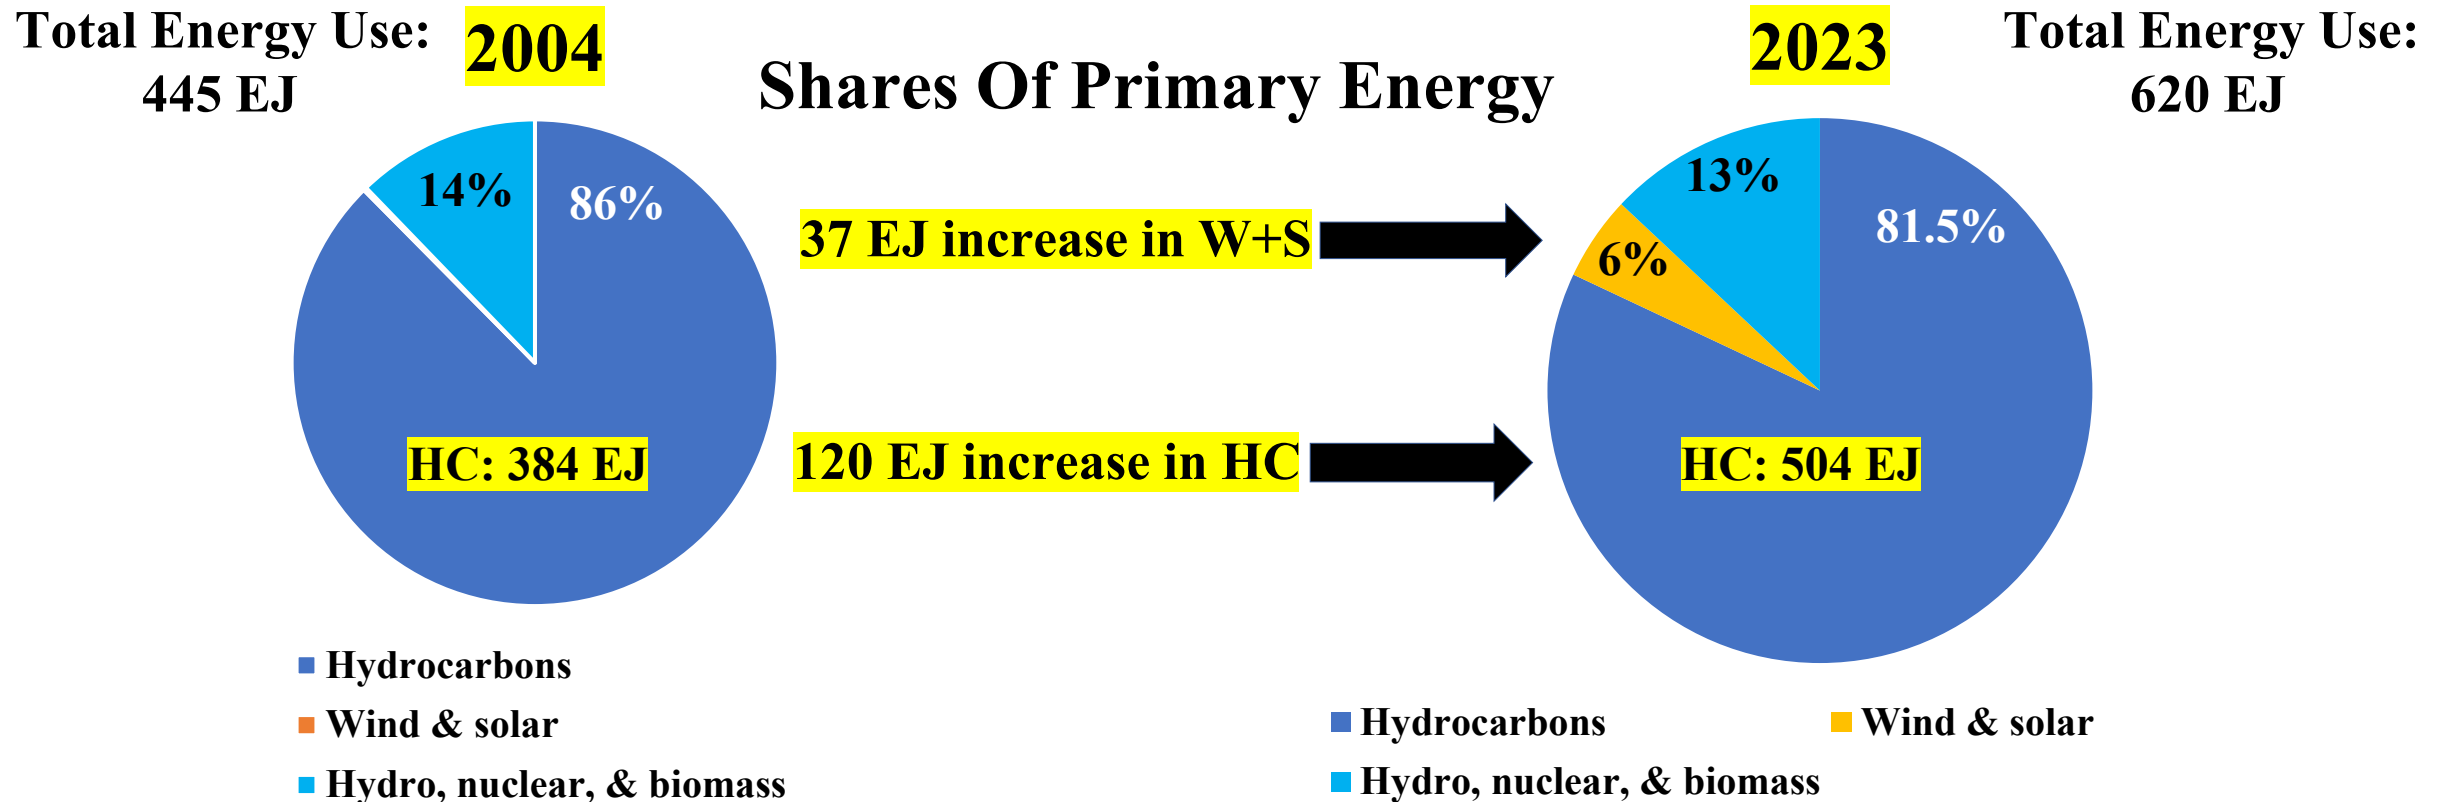 Total Energy Use:
445 EJ
2004
Shares Of Primary Energy
2023
Total Energy Use:
620 EJ
14%
86%
37 EJ increase in W+S
13%
81.5%
6%
HC: 384 EJ
120 EJ increase in HC
HC: 504 EJ
Hydrocarbons
Wind & solar
Hydro, nuclear, & biomass
Hydrocarbons
Wind & solar
Hydro, nuclear, & biomass